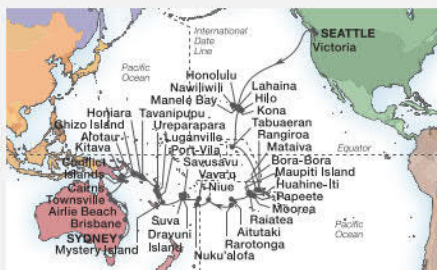 SEATTLE
Victoria
International
Date
Line
Pacific
Ocean
Honolulu
Nawiliwili
Manele Bay
Lahaina
Hilo
Kona
Tabuaeran
Rangiroa
Mataiva
Equator
Bora-Bora
Maupiti Island
Huahine-Iti
Papeete
Moorea
Raiatea
Aitutaki
Rarotonga
Nuku'alofa
Honiara
Ghizo Island
Alotau
Kitava
Conflict
Islands
Cairns
Townsville
Airlie Beach
Brisbane
SYDNEY
Mystery Island
Tavanipupu
Ureparapara
Luganville
Port-Vila
Savusavu
Vava'u
Niue
Suva
Drayuni
Island
Pacific
Ocean